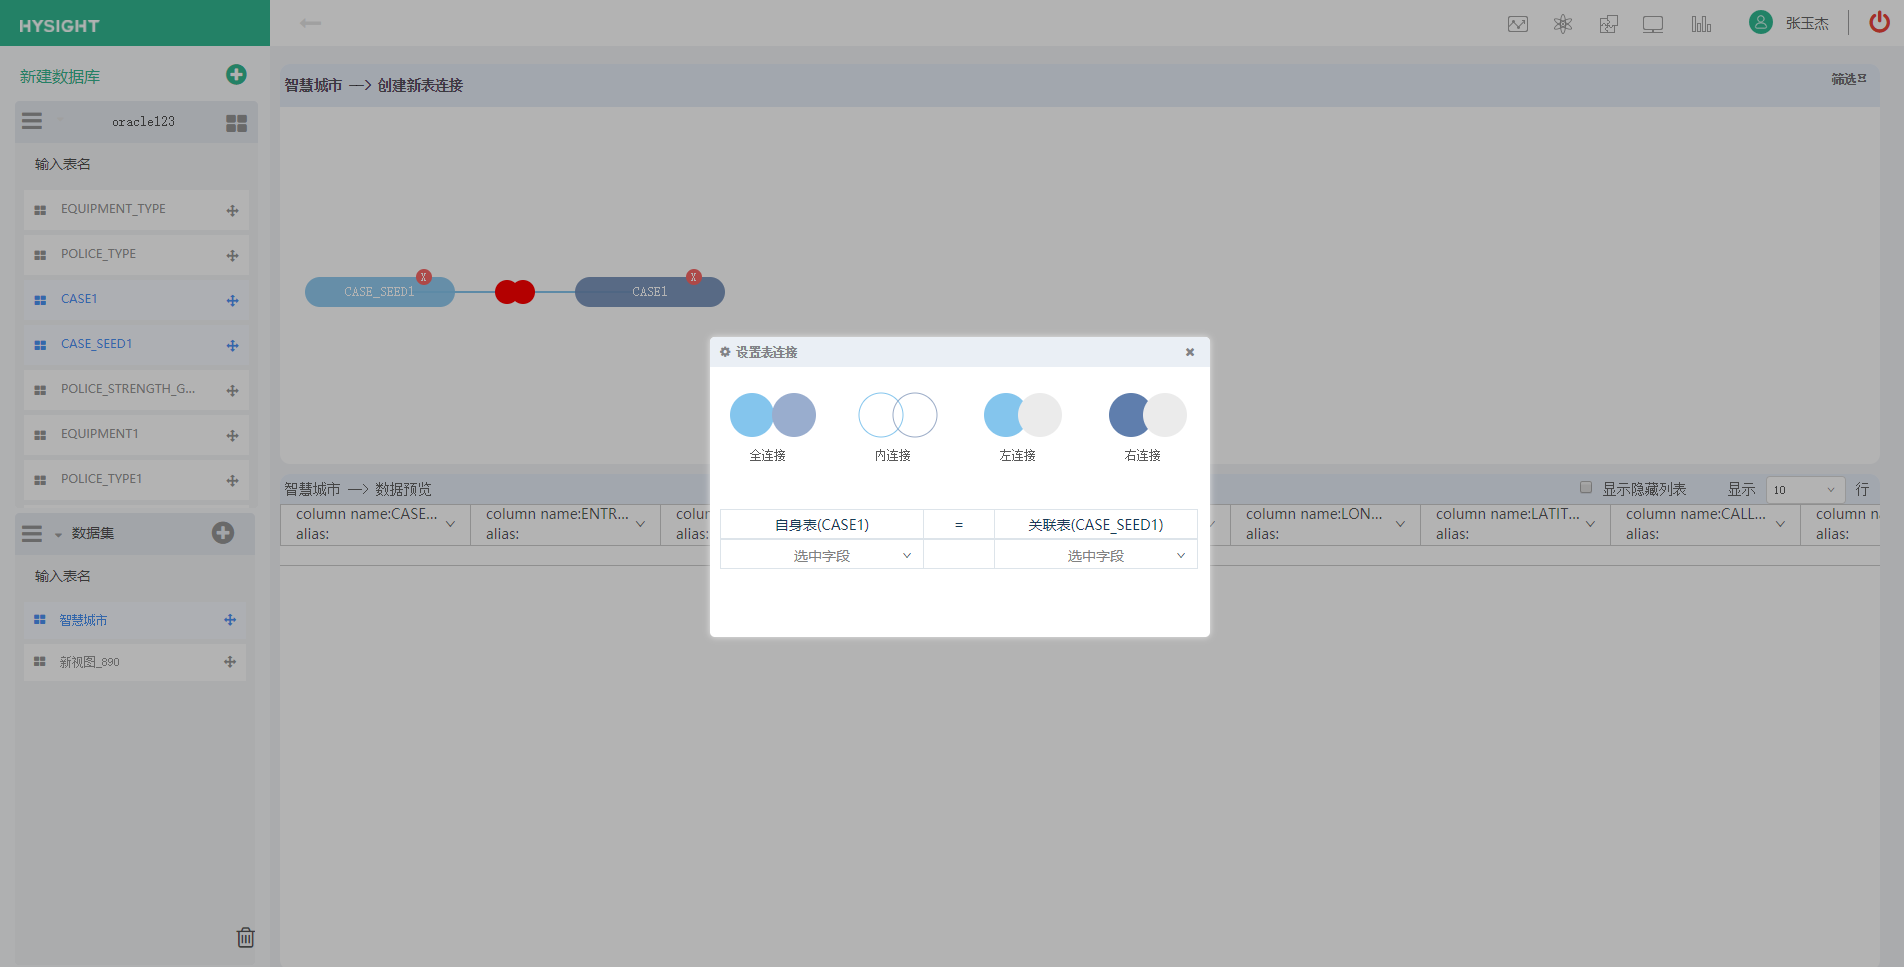 HYSIGHT
张玉杰
新建数据库
oracle123
输入表名
EQUIPMENT_TYPE
POLICE_TYPE
CASE1
CASE_SEED1
POLICE_STRENGTH_G...
EQUIPMENT1
POLICE_TYPE1
数据集
输入表名
智慧城市
新视图_890
智慧城市 —> 创建新表连接
筛选
CASE_SEED1
X
CASE1
X
设置表连接
全连接
内连接
左连接
右连接
自身表(CASE1)
=
关联表(CASE_SEED1)
选中字段
选中字段
智慧城市 —> 数据预览
显示隐藏列表
显示
10
行
column name:CASE...
alias:
column name:ENTR...
alias:
colur
alias:
column name:LON...
alias:
column name:LATIT...
alias:
column name:CALL...
alias:
column n
alias: